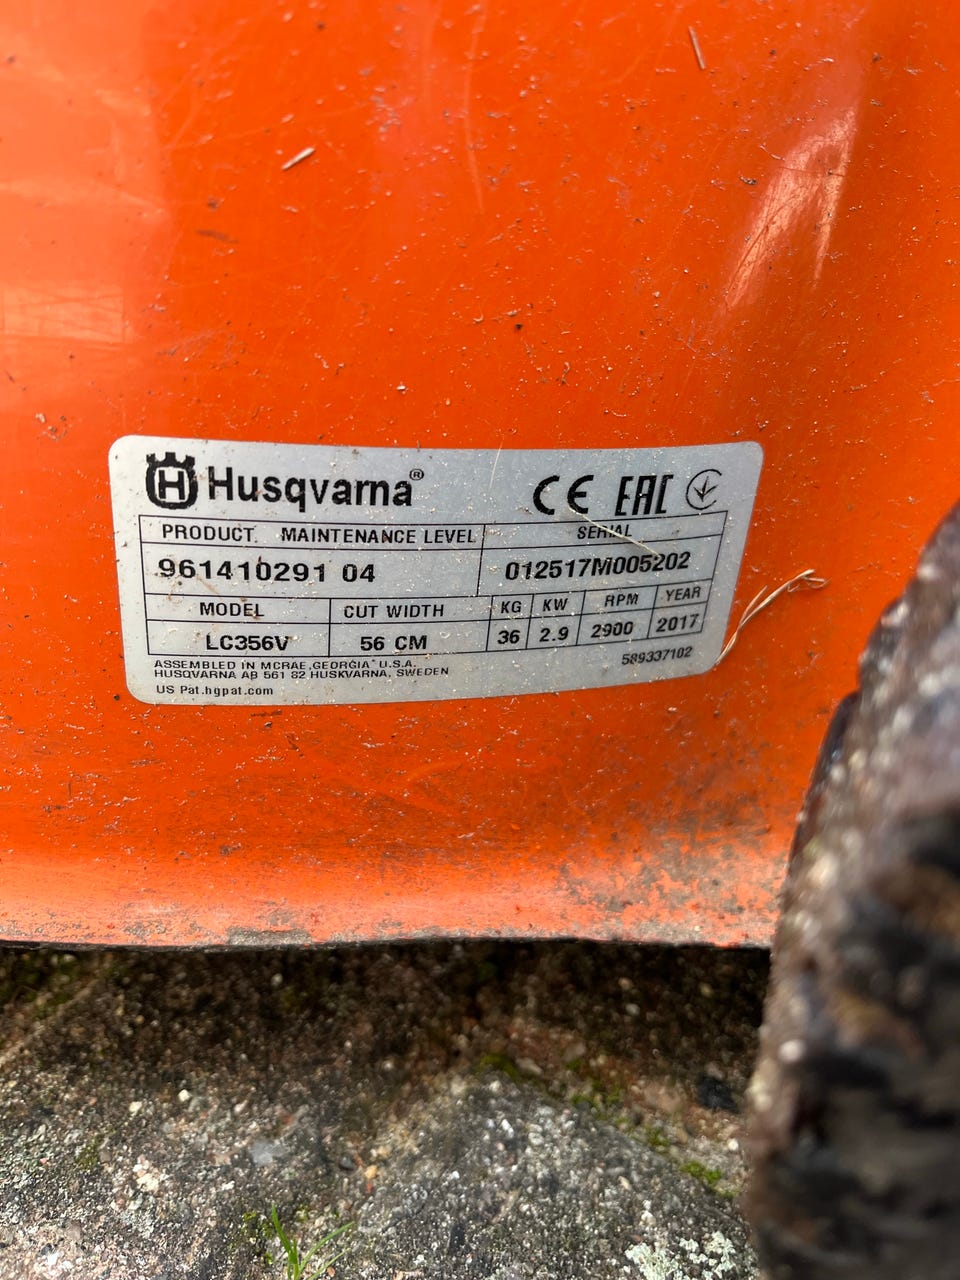 Husqvarna® CE EAC
PRODUCT. MAINTENANCE LEVEL SERIAL
961410291 04 012517M005202
MODEL CUT WIDTH KG KW RPM YEAR
LC356V 56 CM 36 2.9 2900 2017
ASSEMBLED IN MCRAE,GEORGIA U.S.A. 589337102
HUSQVARNA AB 561 82 HUSKVARNA, SWEDEN
US Pat.hgpat.com